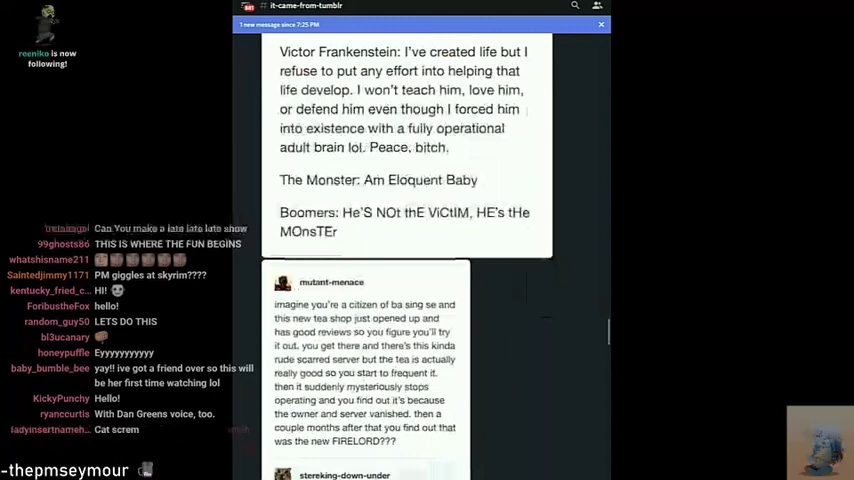 # it-came-from-tumblr
1 new message since 7:25 PM
reeniko is now
following!
Victor Frankenstein: I've created life but I
refuse to put any effort into helping that
life develop. I won't teach him, love him,
or defend him even though I forced him
into existence with a fully operational
adult brain lol. Peace, bitch.
The Monster: Am Eloquent Baby
Boomers: He'S NOt thE ViCtIM, HE's tHe
MOnsTEr
Can You make a late late late show
99ghosts86 THIS IS WHERE THE FUN BEGINS
whatshisname211
Saintedjimmy1171 PM giggles at skyrim????
kentucky_fried_c... HI!
ForibustheFox hello!
random_guy50 LETS DO THIS
bl3ucanary
honeypuffle Eyyyyyyyyyy
baby_bumble_bee yay!! ive got a friend over so this
will be her first time watching lol
KickyPunchy Hello!
ryanccurtis With Dan Greens voice, too.
ladyinsertnameh... Cat screm
-thepmseymour
mutant-menace
imagine you're a citizen of ba sing se and
this new tea shop just opened up and
has good reviews so you figure you'll try
it out. you get there and there's this kinda
rude scarred server but the tea is actually
really good so you start to frequent it.
then it suddenly mysteriously stops
operating and you find out it's because
the owner and server vanished. then a
couple months after that you find out that
was the new FIRELORD???
stereking-down-under